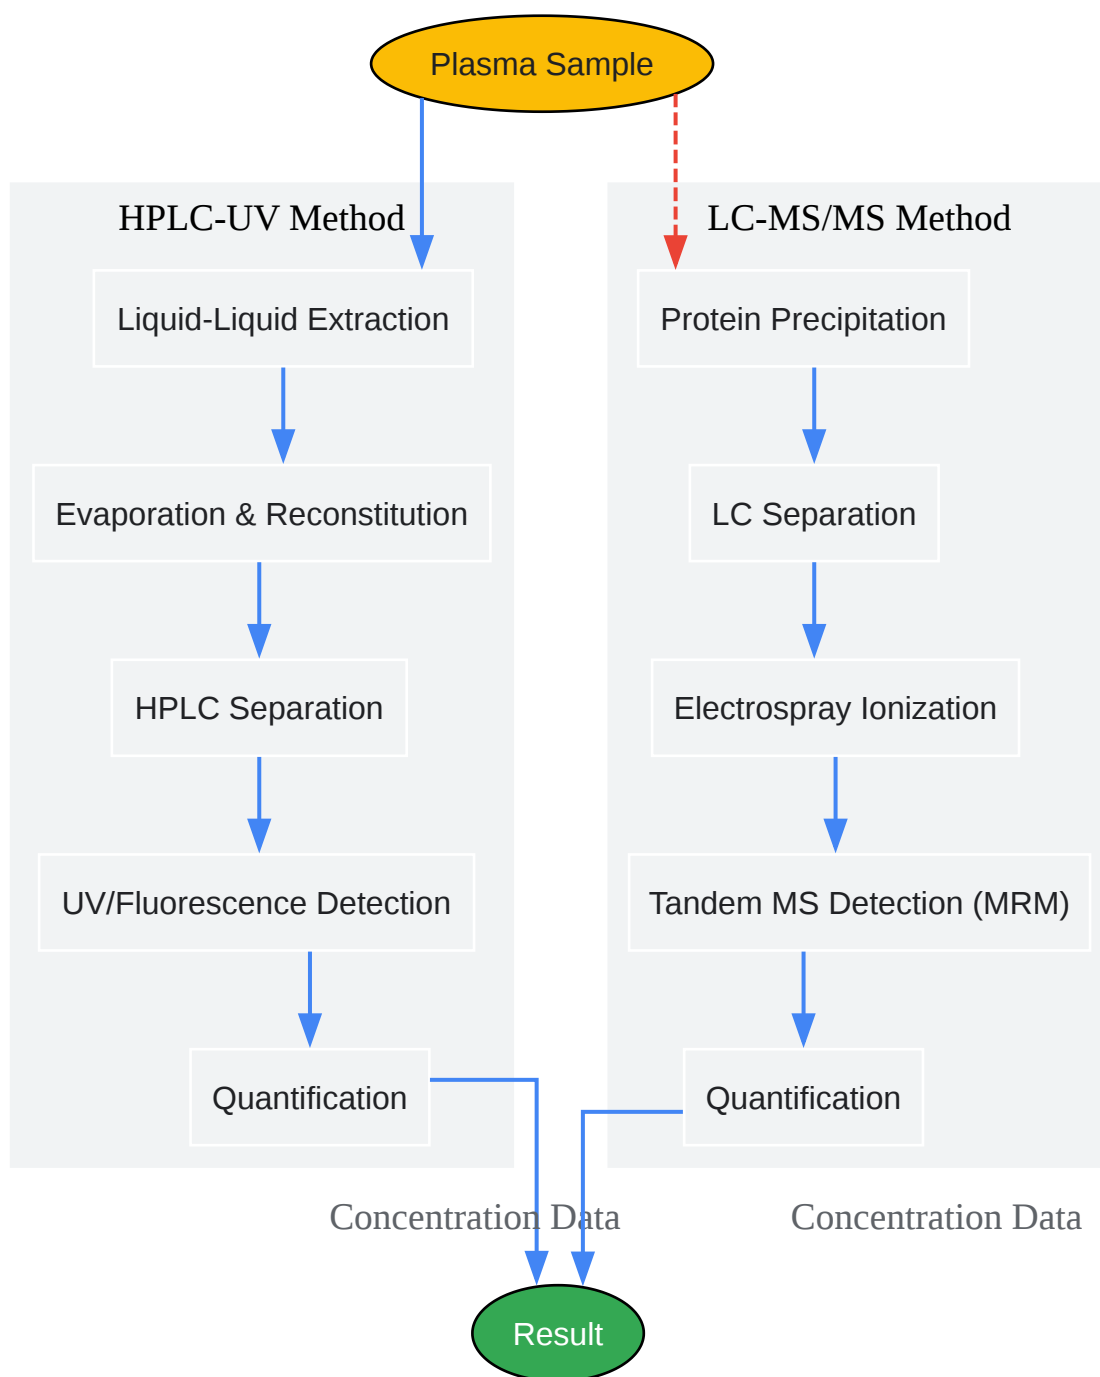 Plasma Sample
HPLC-UV Method
Liquid-Liquid Extraction
Evaporation & Reconstitution
HPLC Separation
UV/Fluorescence Detection
Quantification
LC-MS/MS Method
Protein Precipitation
LC Separation
Electrospray Ionization
Tandem MS Detection (MRM)
Quantification
Concentration Data
Concentration Data
Result